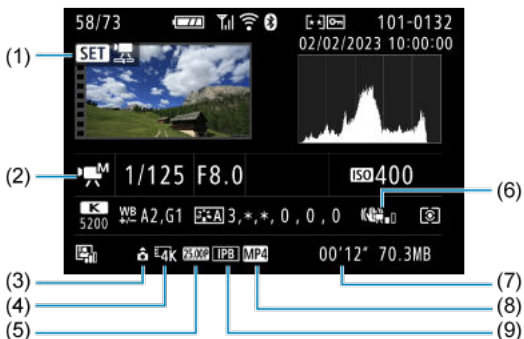 58/73 101-0132
(1) SET 02/02/2023 10:00:00
(2) M 1/125 F8.0 ISO 400
(6)
K 5200 WB +/- A2,G1 A 3,*,*,0,0,0
4K 25.00P IPB MP4 00'12" 70.3MB
(3) (7)
(4) (8)
(5) (9)